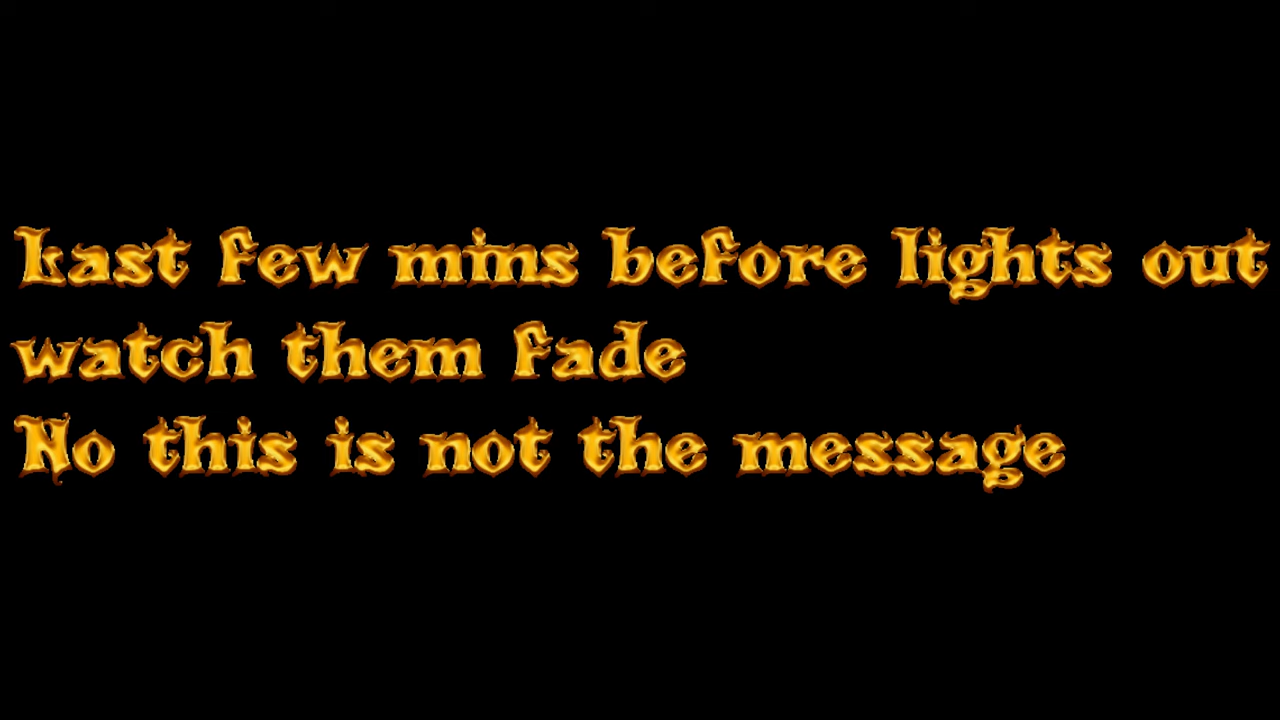 Last few mins before lights out
watch them fade
No this is not the message